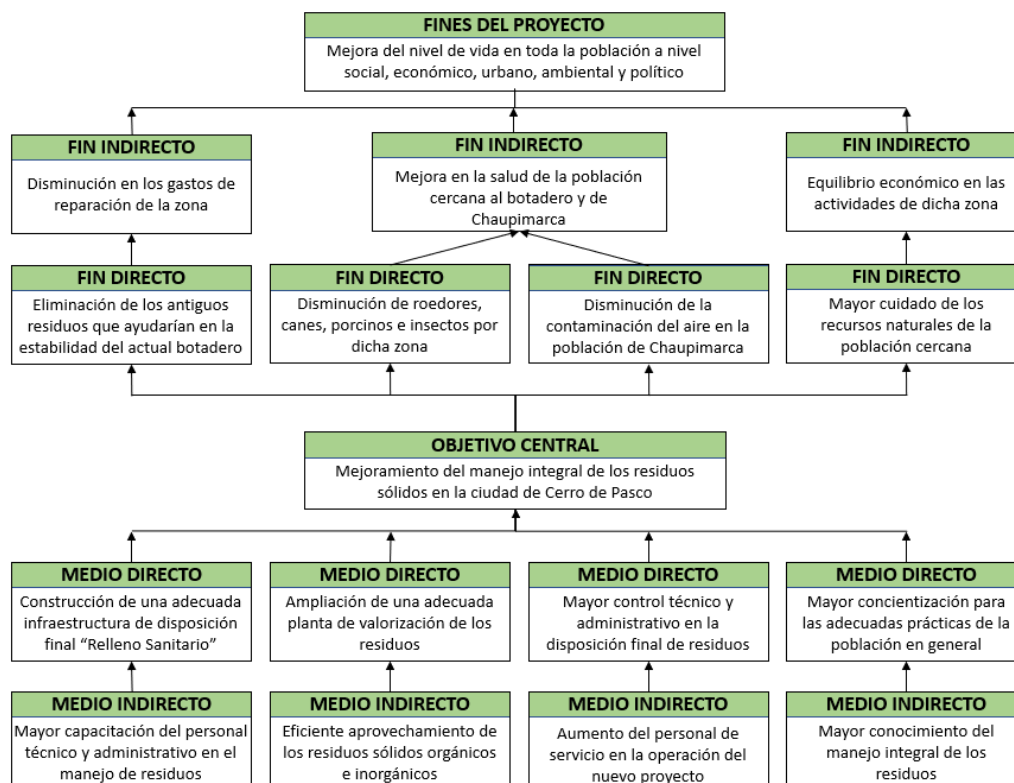 FINES DEL PROYECTO
Mejora del nivel de vida en toda la población a nivel
social, económico, urbano, ambiental y político
FIN INDIRECTO
Disminución en los gastos de
reparación de la zona
FIN INDIRECTO
Mejora en la salud de la población
cercana al botadero y de
Chaupimarca
FIN INDIRECTO
Equilibrio económico en las
actividades de dicha zona
FIN DIRECTO
Eliminación de los antiguos
residuos que ayudarían en la
estabilidad del actual botadero
FIN DIRECTO
Disminución de roedores,
canes, porcinos e insectos por
dicha zona
FIN DIRECTO
Disminución de la
contaminación del aire en la
población de Chaupimarca
FIN DIRECTO
Mayor cuidado de los
recursos naturales de la
población cercana
OBJETIVO CENTRAL
Mejoramiento del manejo integral de los residuos
sólidos en la ciudad de Cerro de Pasco
MEDIO DIRECTO
Construcción de una adecuada
infraestructura de disposición
final “Relleno Sanitario”
MEDIO DIRECTO
Ampliación de una adecuada
planta de valorización de los
residuos
MEDIO DIRECTO
Mayor control técnico y
administrativo en la
disposición final de residuos
MEDIO DIRECTO
Mayor concientización para
las adecuadas prácticas de la
población en general
MEDIO INDIRECTO
Mayor capacitación del personal
técnico y administrativo en el
manejo de residuos
MEDIO INDIRECTO
Eficiente aprovechamiento de
los residuos sólidos orgánicos
e inorgánicos
MEDIO INDIRECTO
Aumento del personal de
servicio en la operación del
nuevo proyecto
MEDIO INDIRECTO
Mayor conocimiento del
manejo integral de los
residuos